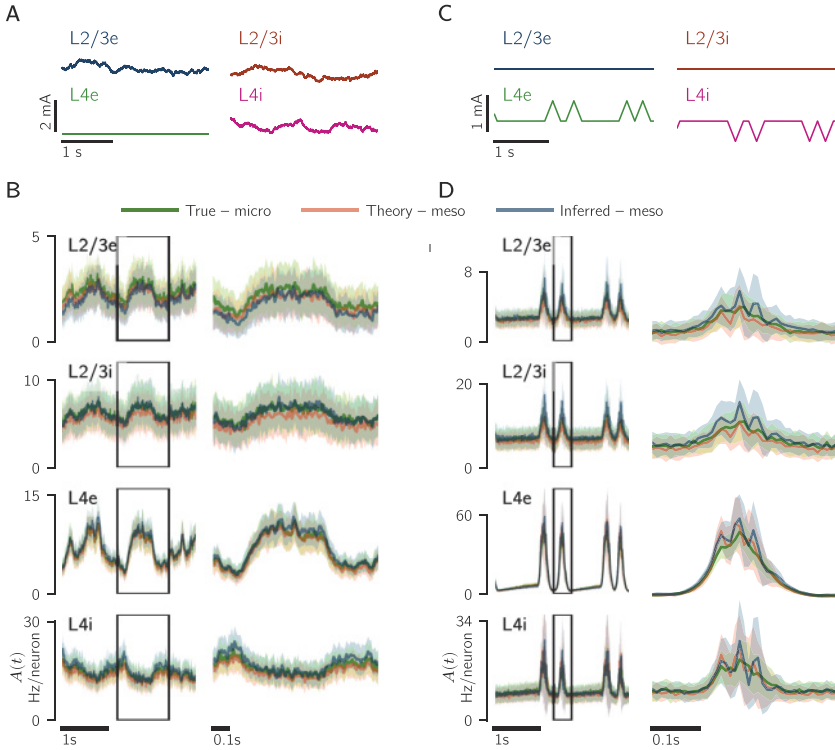 A
L2/3e
L2/3i
L4e
L4i
2 mA
1 s
C
L2/3e
L2/3i
L4e
L4i
1 mA
1 s
B
D
True – micro
Theory – meso
Inferred – meso
5
0
L2/3e
10
0
L2/3i
15
0
L4e
30
0
L4i
A(t)
Hz/neuron
1s
0.1s
8
0
L2/3e
20
0
L2/3i
60
0
L4e
34
0
L4i
A(t)
Hz/neuron
1s
0.1s